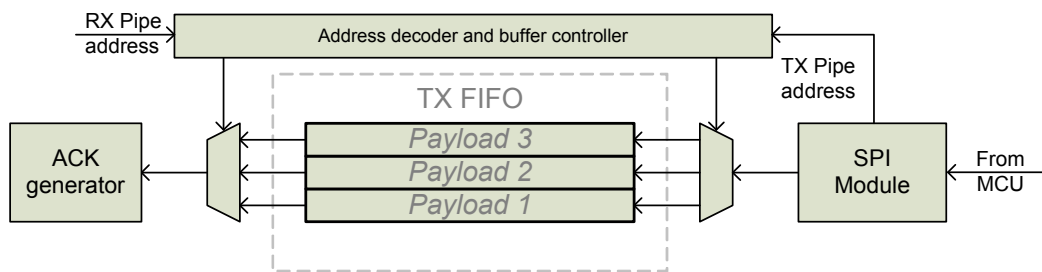 RX Pipe
address
Address decoder and buffer controller
TX Pipe
address
TX FIFO
ACK
generator
Payload 3
Payload 2
Payload 1
SPI
Module
From
MCU